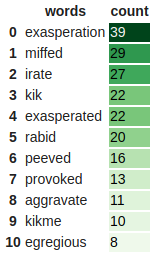 words count
0 exasperation 39
1 miffed 29
2 irate 27
3 kik 22
4 exasperated 22
5 rabid 20
6 peeved 16
7 provoked 13
8 aggravate 11
9 kikme 10
10 egregious 8